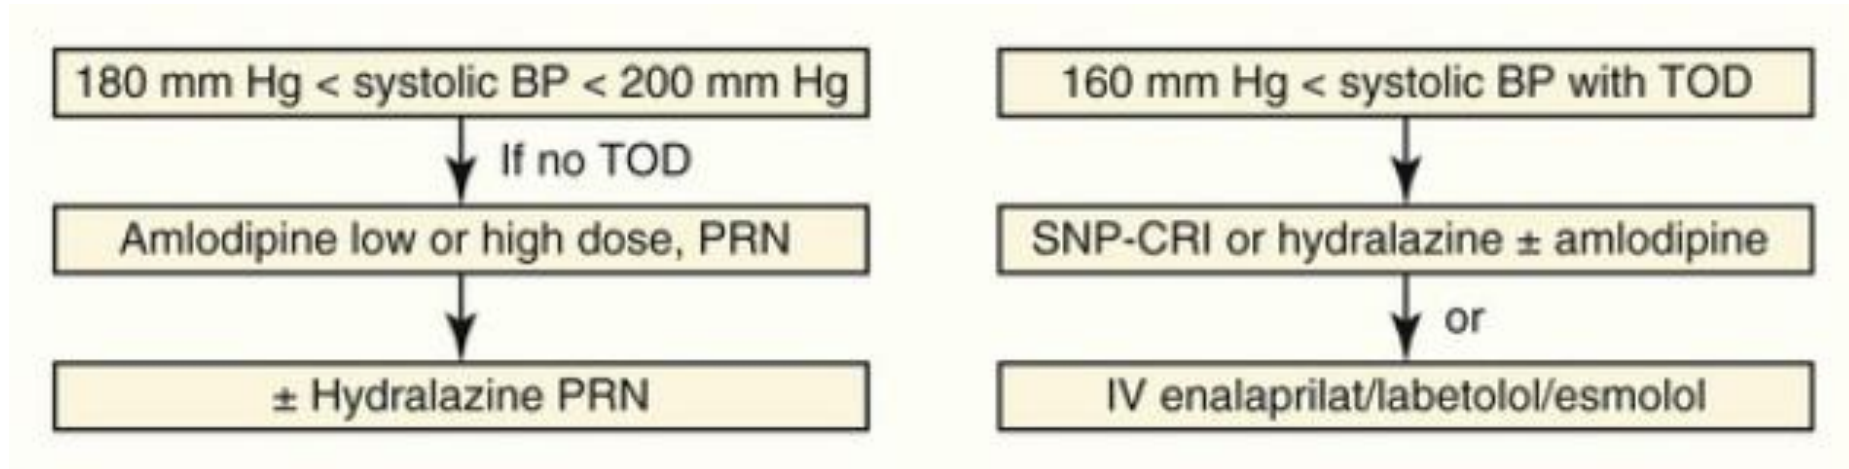 180 mm Hg < systolic BP < 200 mm Hg
If no TOD
Amlodipine low or high dose, PRN
± Hydralazine PRN
160 mm Hg < systolic BP with TOD
SNP-CRI or hydralazine ± amlodipine
or
IV enalaprilat/labetolol/esmolol